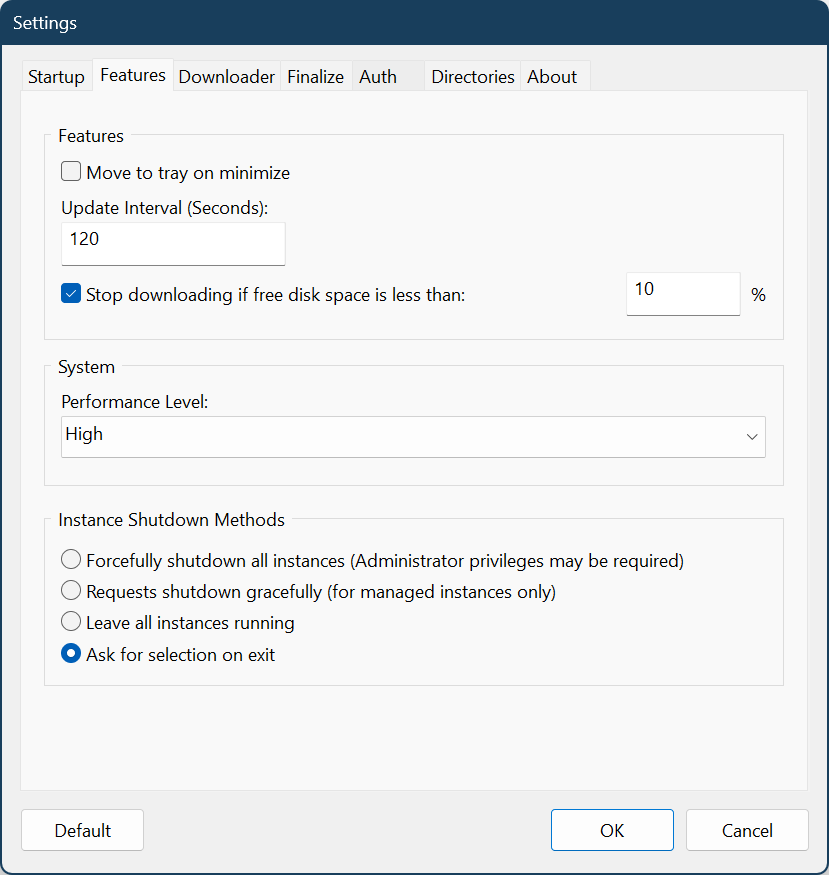 Settings
Startup Features Downloader Finalize Auth Directories About
Features
Move to tray on minimize
Update Interval (Seconds):
120
Stop downloading if free disk space is less than: 10 %
System
Performance Level:
High
Instance Shutdown Methods
Forcefully shutdown all instances (Administrator privileges may be required)
Requests shutdown gracefully (for managed instances only)
Leave all instances running
Ask for selection on exit
Default OK Cancel